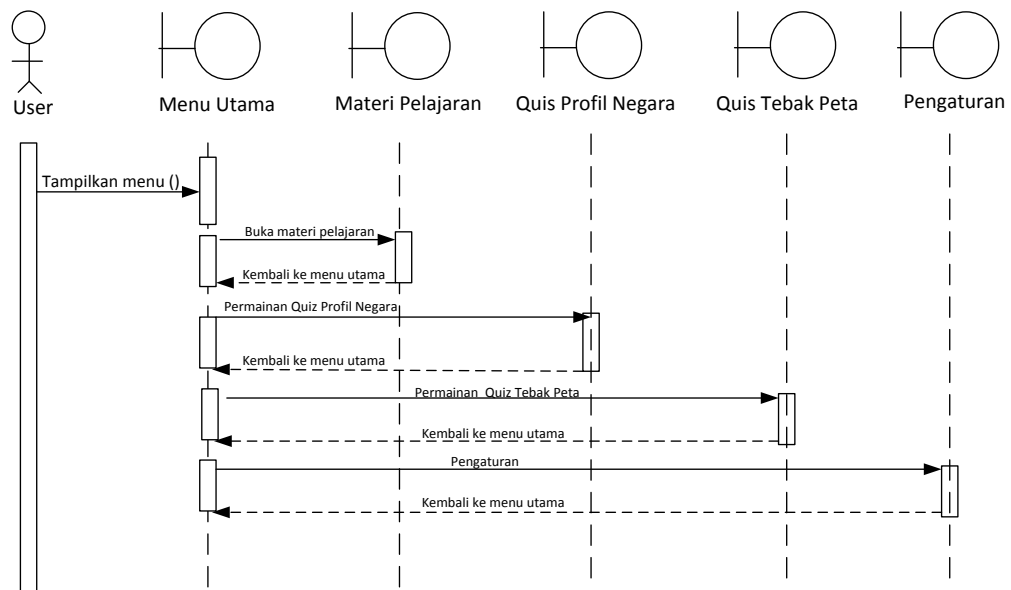 User
Menu Utama
Materi Pelajaran
Quis Profil Negara
Quis Tebak Peta
Pengaturan
Tampilkan menu ()
Buka materi pelajaran
Kembali ke menu utama
Permainan Quiz Profil Negara
Kembali ke menu utama
Permainan Quiz Tebak Peta
Kembali ke menu utama
Pengaturan
Kembali ke menu utama